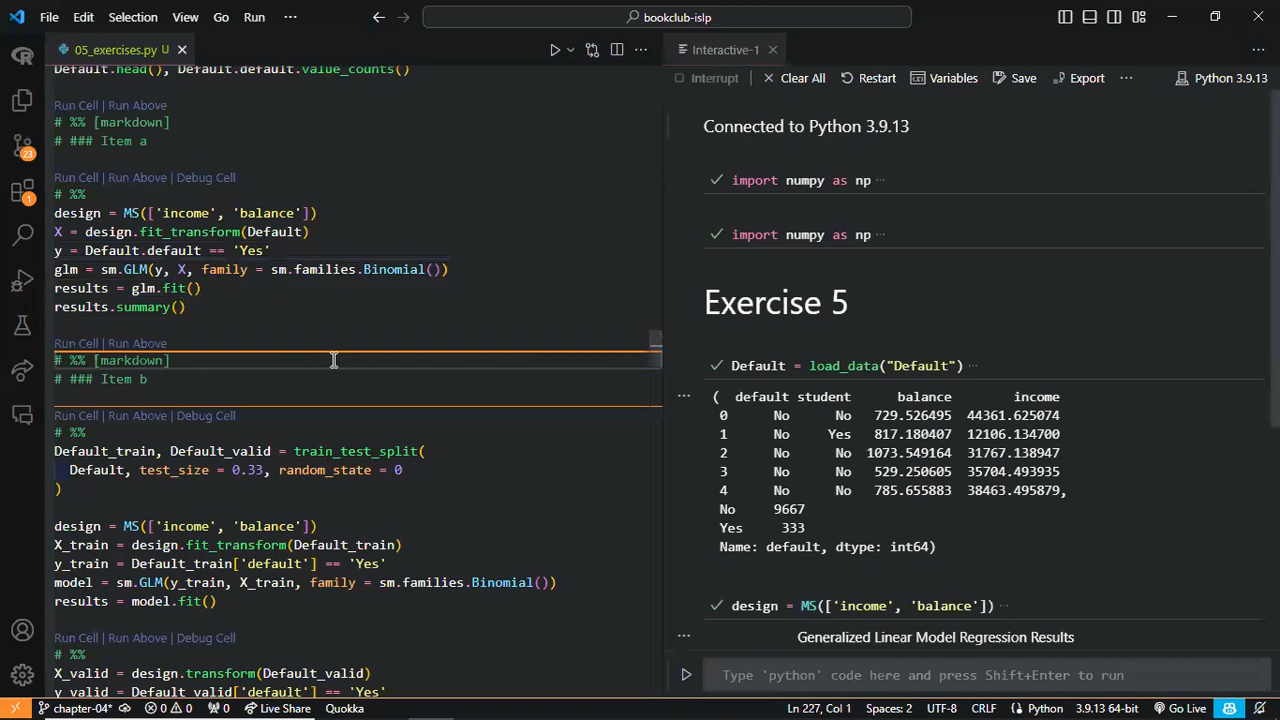 File Edit Selection View Go Run ··· bookclub-islp
05_exercises.py U
Default.head(), Default.default.value_counts()
Run Cell | Run Above
# %% [markdown]
# ### Item a
Run Cell | Run Above | Debug Cell
# %%
design = MS(['income', 'balance'])
X = design.fit_transform(Default)
y = Default.default == 'Yes'
glm = sm.GLM(y, X, family = sm.families.Binomial())
results = glm.fit()
results.summary()
Run Cell | Run Above
# %% [markdown]
# ### Item b
Run Cell | Run Above | Debug Cell
# %%
Default_train, Default_valid = train_test_split(
Default, test_size = 0.33, random_state = 0
)
design = MS(['income', 'balance'])
X_train = design.fit_transform(Default_train)
y_train = Default_train['default'] == 'Yes'
model = sm.GLM(y_train, X_train, family = sm.families.Binomial())
results = model.fit()
Run Cell | Run Above | Debug Cell
# %%
X_valid = design.transform(Default_valid)
y_valid = Default_valid['default'] == 'Yes'
Interactive-1
Interrupt Clear All Restart Variables Save Export ··· Python 3.9.13
Connected to Python 3.9.13
import numpy as np ···
import numpy as np ···
Exercise 5
Default = load_data("Default") ···
( default student balance income
0 No No 729.526495 44361.625074
1 No Yes 817.180407 12106.134700
2 No No 1073.549164 31767.138947
3 No No 529.250605 35704.493935
4 No No 785.655883 38463.495879,
No 9667
Yes 333
Name: default, dtype: int64)
design = MS(['income', 'balance']) ···
Generalized Linear Model Regression Results
Type 'python' code here and press Shift+Enter to run
23
1
chapter-04* 0 0 Live Share Quokka Ln 227, Col 1 Spaces: 2 UTF-8 CRLF Python 3.9.13 64-bit Go Live